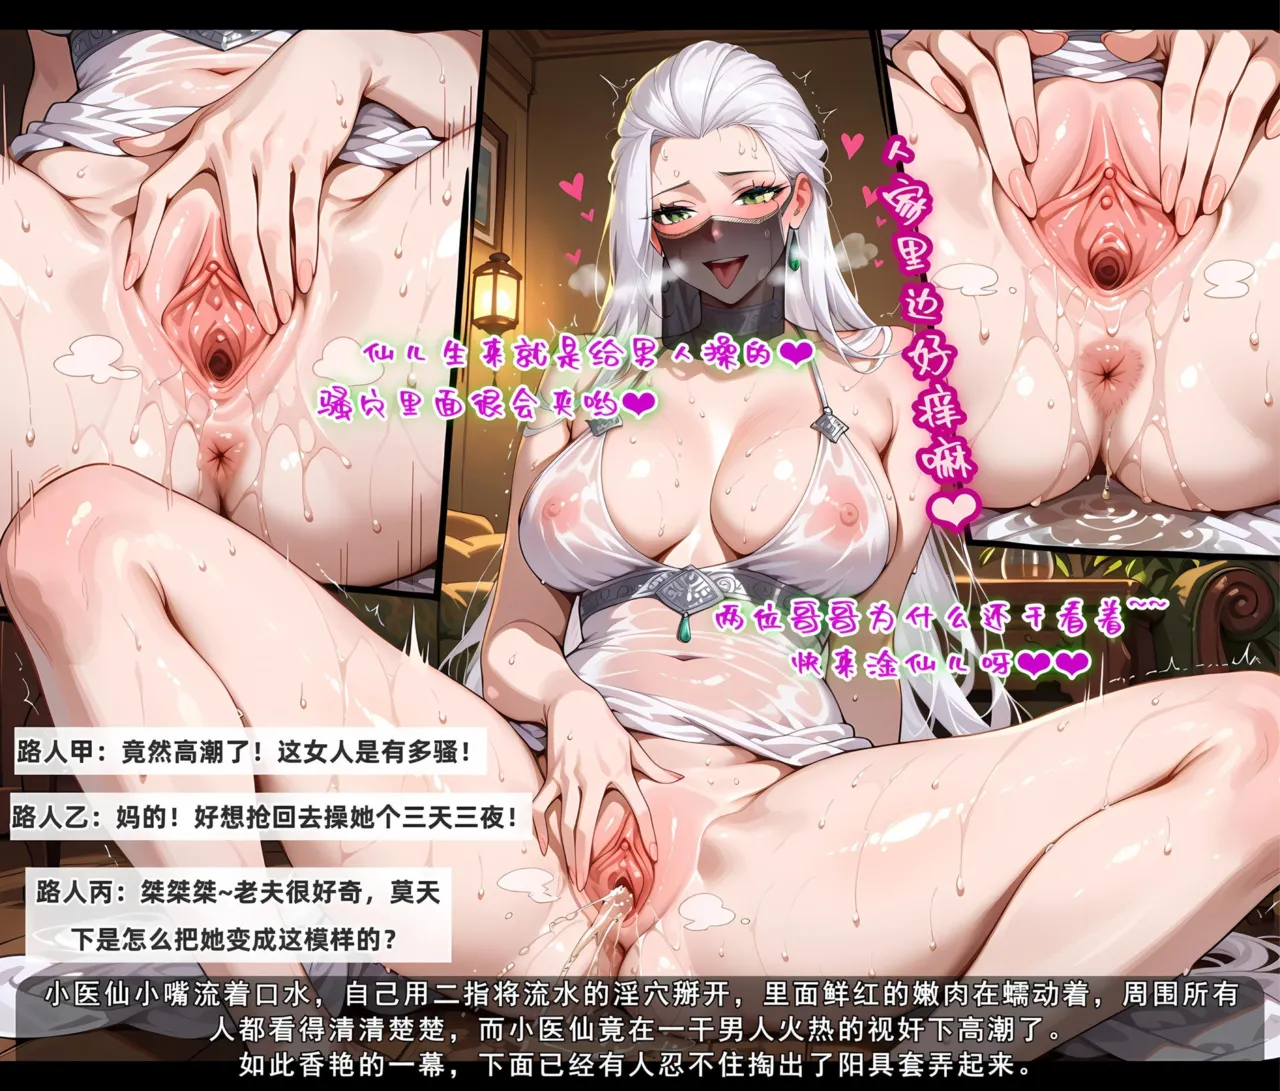 人家里边好痒嘛
仙儿生来就是给男人操的
骚穴里面很会夹哟
两位哥哥为什么还干看着~~
快来淦仙儿呀
路人甲：竟然高潮了！这女人是有多骚！
路人乙：妈的！好想抢回去操她个三天三夜！
路人丙：桀桀桀~老夫很好奇，莫天
下是怎么把她变成这模样的？
小医仙小嘴流着口水，自己用二指将流水的淫穴掰开，里面鲜红的嫩肉在蠕动着，周围所有
人都看得清清楚楚，而小医仙竟在一干男人火热的视奸下高潮了。
如此香艳的一幕，下面已经有人忍不住掏出了阳具套弄起来。